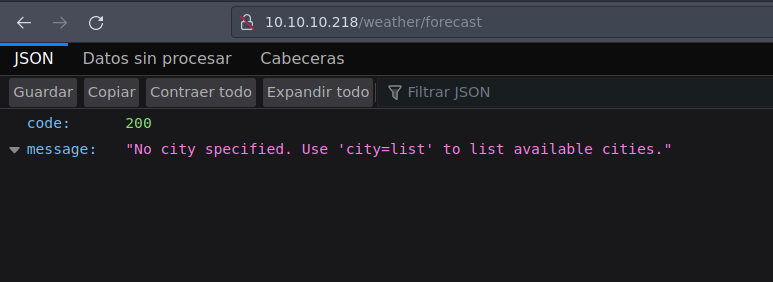 10.10.10.218/weather/forecast
JSON Datos sin procesar Cabeceras
Guardar Copiar Contraer todo Expandir todo Filtrar JSON
code: 200
message: "No city specified. Use 'city=list' to list available cities."